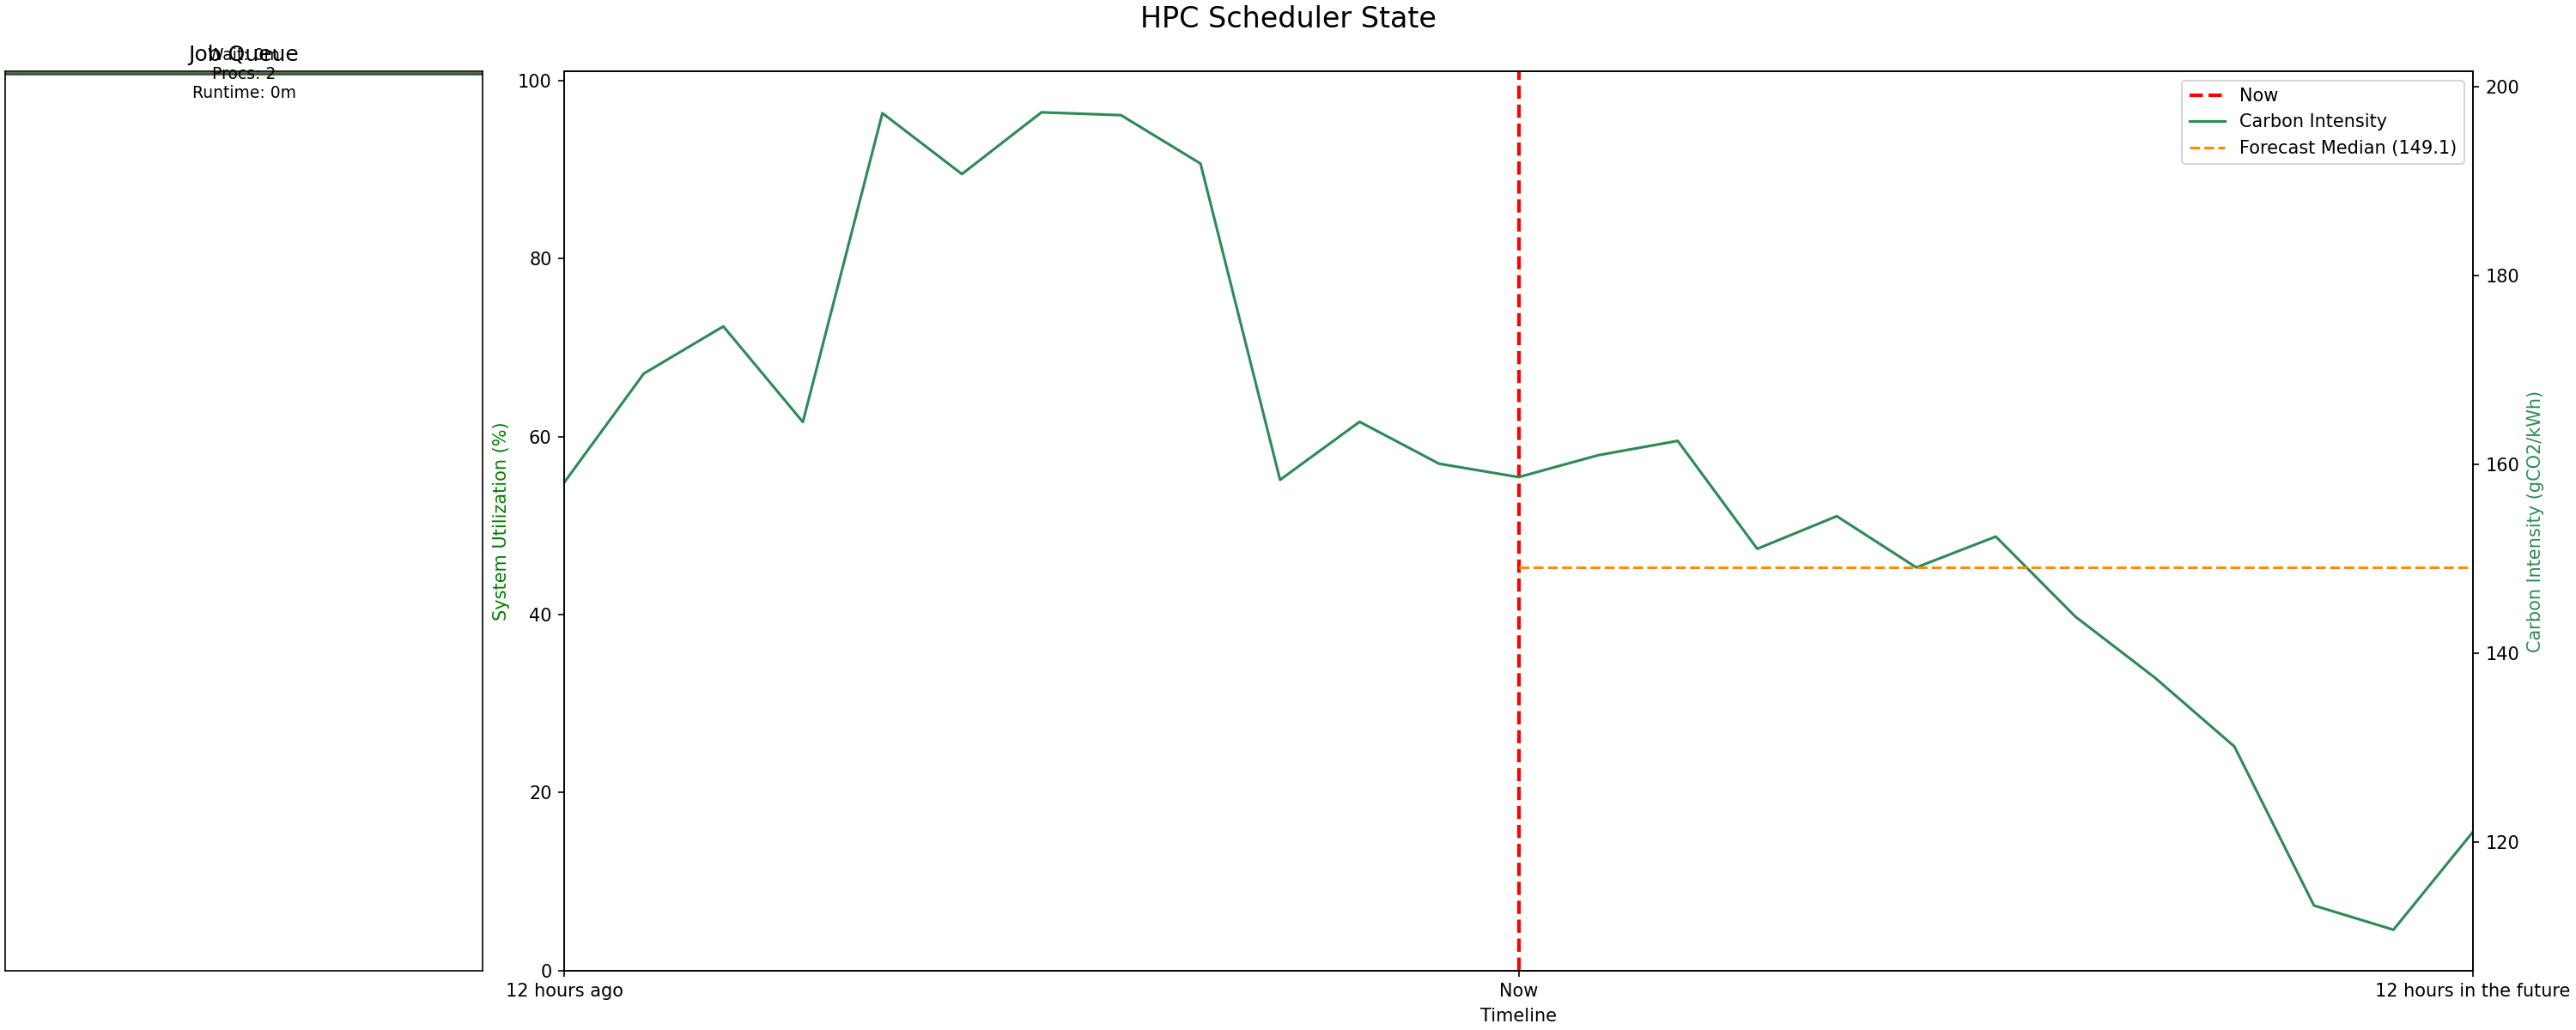 HPC Scheduler State
Job Queue
Wait: 0m
Procs: 2
Runtime: 0m
System Utilization (%)
100
80
60
40
20
0
Now
Carbon Intensity
Forecast Median (149.1)
200
180
160
140
120
Carbon Intensity (gCO2/kWh)
12 hours ago
Now
12 hours in the future
Timeline